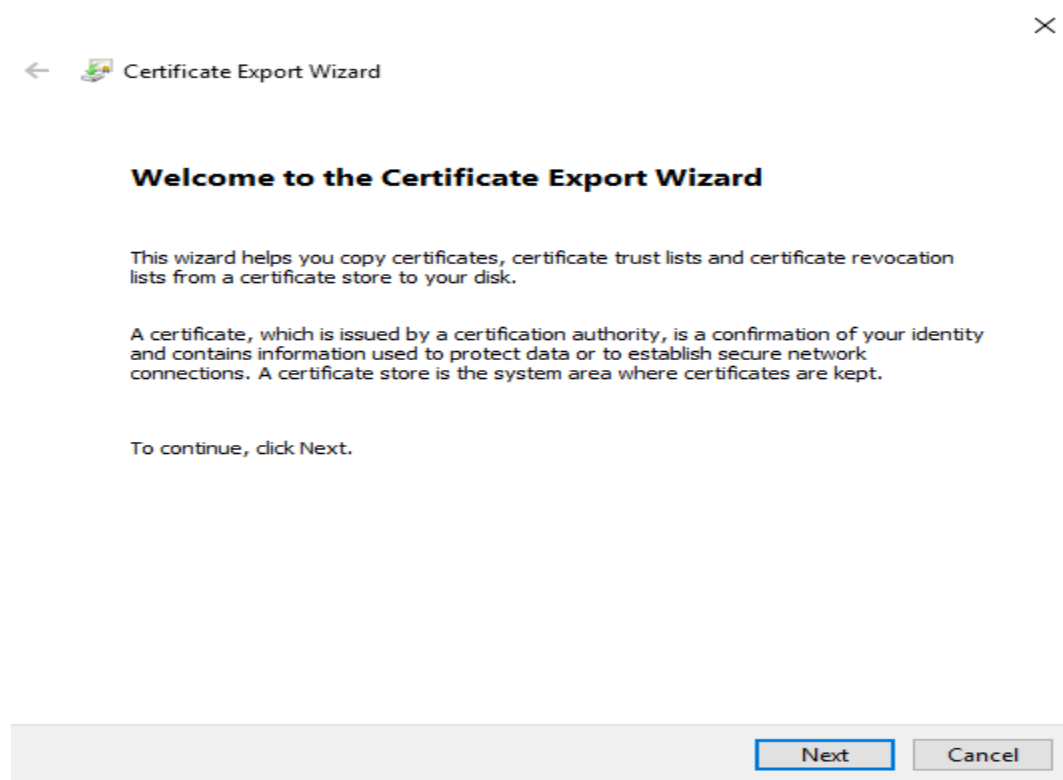 Certificate Export Wizard
Welcome to the Certificate Export Wizard
This wizard helps you copy certificates, certificate trust lists and certificate revocation
lists from a certificate store to your disk.
A certificate, which is issued by a certification authority, is a confirmation of your identity
and contains information used to protect data or to establish secure network
connections. A certificate store is the system area where certificates are kept.
To continue, click Next.
Next Cancel